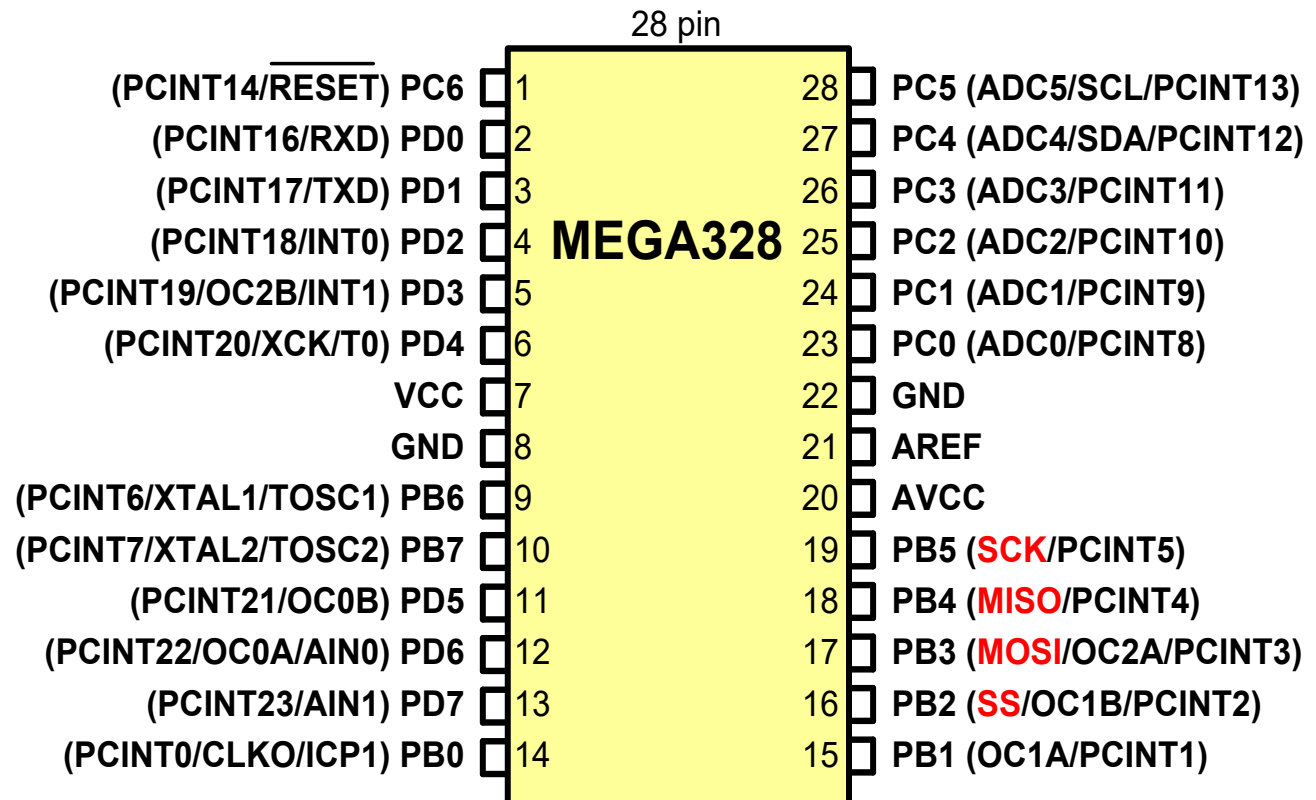 28 pin
(PCINT14/RESET) PC6 1 28 PC5 (ADC5/SCL/PCINT13)
(PCINT16/RXD) PD0 2 27 PC4 (ADC4/SDA/PCINT12)
(PCINT17/TXD) PD1 3 26 PC3 (ADC3/PCINT11)
(PCINT18/INT0) PD2 4 MEGA328 25 PC2 (ADC2/PCINT10)
(PCINT19/OC2B/INT1) PD3 5 24 PC1 (ADC1/PCINT9)
(PCINT20/XCK/T0) PD4 6 23 PC0 (ADC0/PCINT8)
VCC 7 22 GND
GND 8 21 AREF
(PCINT6/XTAL1/TOSC1) PB6 9 20 AVCC
(PCINT7/XTAL2/TOSC2) PB7 10 19 PB5 (SCK/PCINT5)
(PCINT21/OC0B) PD5 11 18 PB4 (MISO/PCINT4)
(PCINT22/OC0A/AIN0) PD6 12 17 PB3 (MOSI/OC2A/PCINT3)
(PCINT23/AIN1) PD7 13 16 PB2 (SS/OC1B/PCINT2)
(PCINT0/CLKO/ICP1) PB0 14 15 PB1 (OC1A/PCINT1)